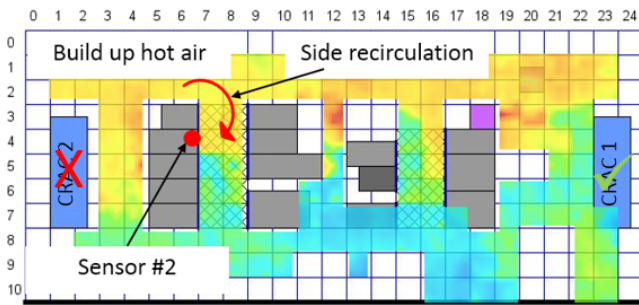 0 1 2 3 4 5 6 7 8 9 10 11 12 13 14 15 16 17 18 19 20 21 22 23 24
0
Build up hot air
Side recirculation
1
2
3
4
5
6
7
8
9
10
CRAC 2
CRAC 1
Sensor #2